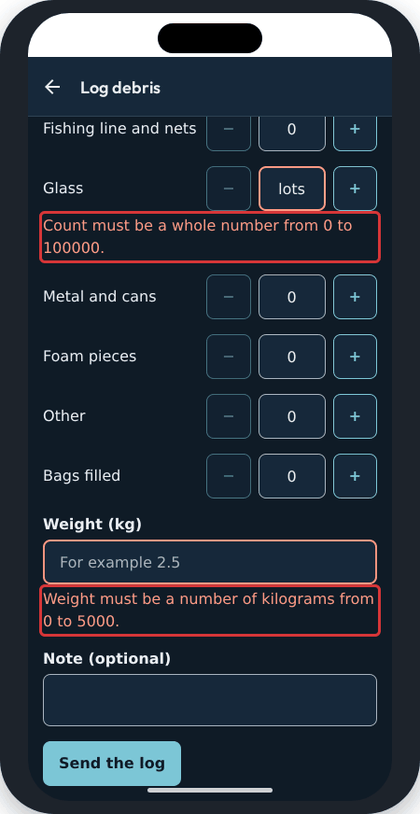 Log debris
Fishing line and nets − 0 +
Glass − lots +
Count must be a whole number from 0 to
100000.
Metal and cans − 0 +
Foam pieces − 0 +
Other − 0 +
Bags filled − 0 +
Weight (kg)
For example 2.5
Weight must be a number of kilograms from
0 to 5000.
Note (optional)
Send the log